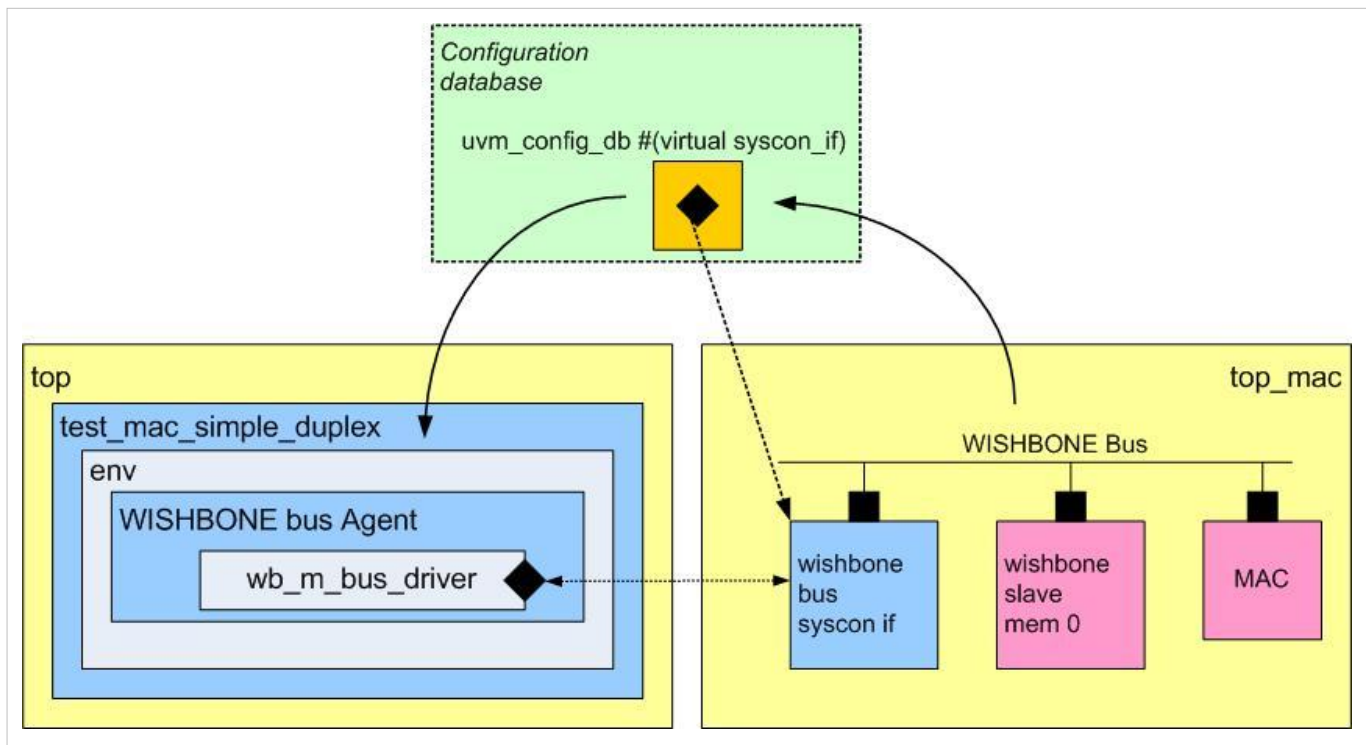 Configuration
database
uvm_config_db #(virtual syscon_if)
top
test_mac_simple_duplex
env
WISHBONE bus Agent
wb_m_bus_driver
top_mac
WISHBONE Bus
wishbone
bus
syscon if
wishbone
slave
mem 0
MAC